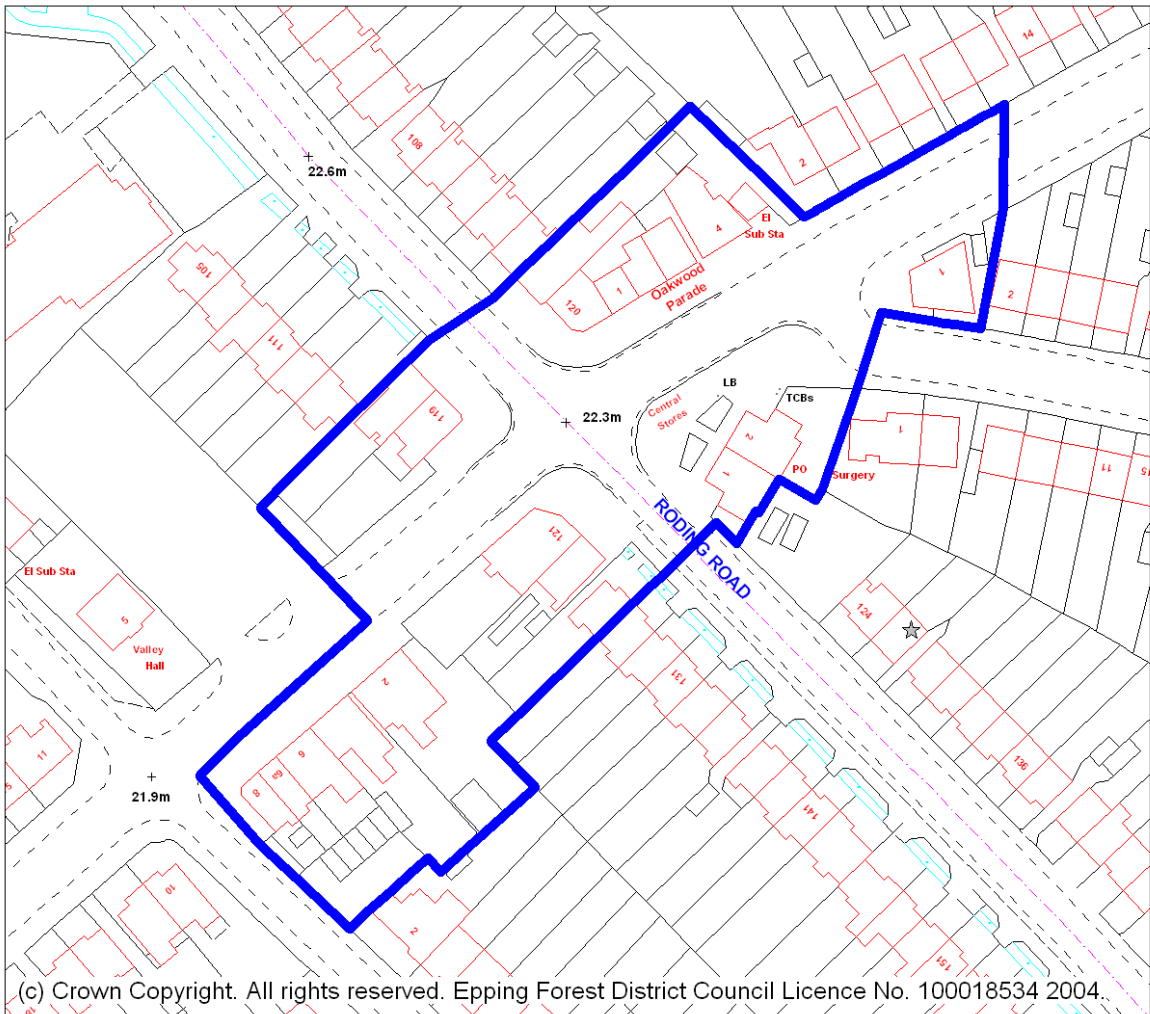 14
108
2
22.6m
4
El
Sub Sta
105
1
Oakwood
Parade
1
2
120
111
LB
22.3m
TCBs
Central
Stores
119
2
1
1
PO
Surgery
11
15
RODING ROAD
121
El Sub Sta
5
124
Valley
Hall
131
2
11
5
6
6a
8
136
21.9m
141
10
2
151
(c) Crown Copyright. All rights reserved. Epping Forest District Council Licence No. 100018534 2004.